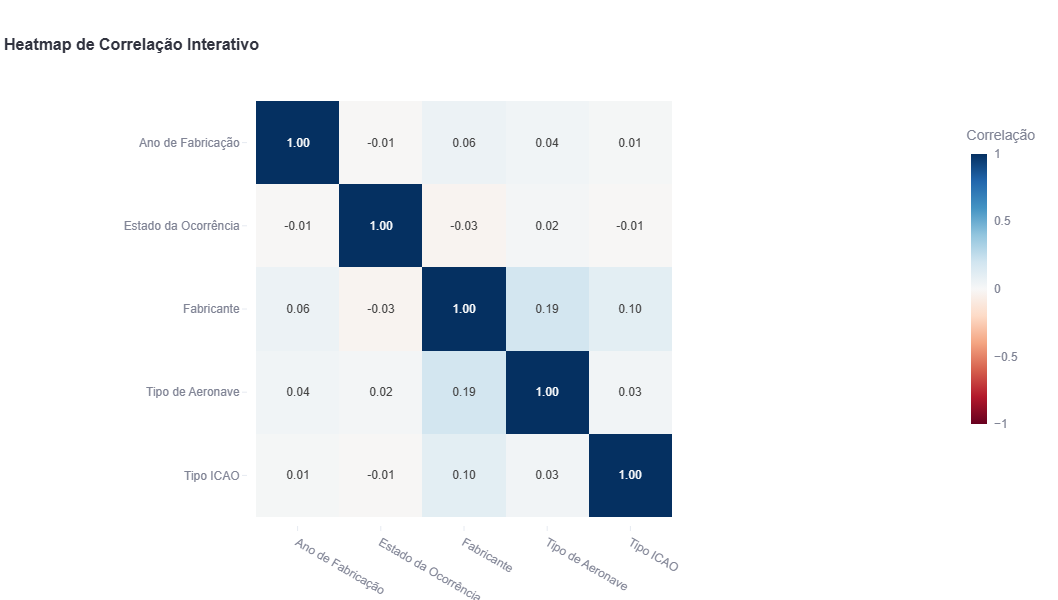 Heatmap de Correlação Interativo
Correlação
Ano de Fabricação 1.00 -0.01 0.06 0.04 0.01
Estado da Ocorrência -0.01 1.00 -0.03 0.02 -0.01
Fabricante 0.06 -0.03 1.00 0.19 0.10
Tipo de Aeronave 0.04 0.02 0.19 1.00 0.03
Tipo ICAO 0.01 -0.01 0.10 0.03 1.00
Ano de Fabricação
Estado da Ocorrência
Fabricante
Tipo de Aeronave
Tipo ICAO
1
0.5
0
−0.5
−1